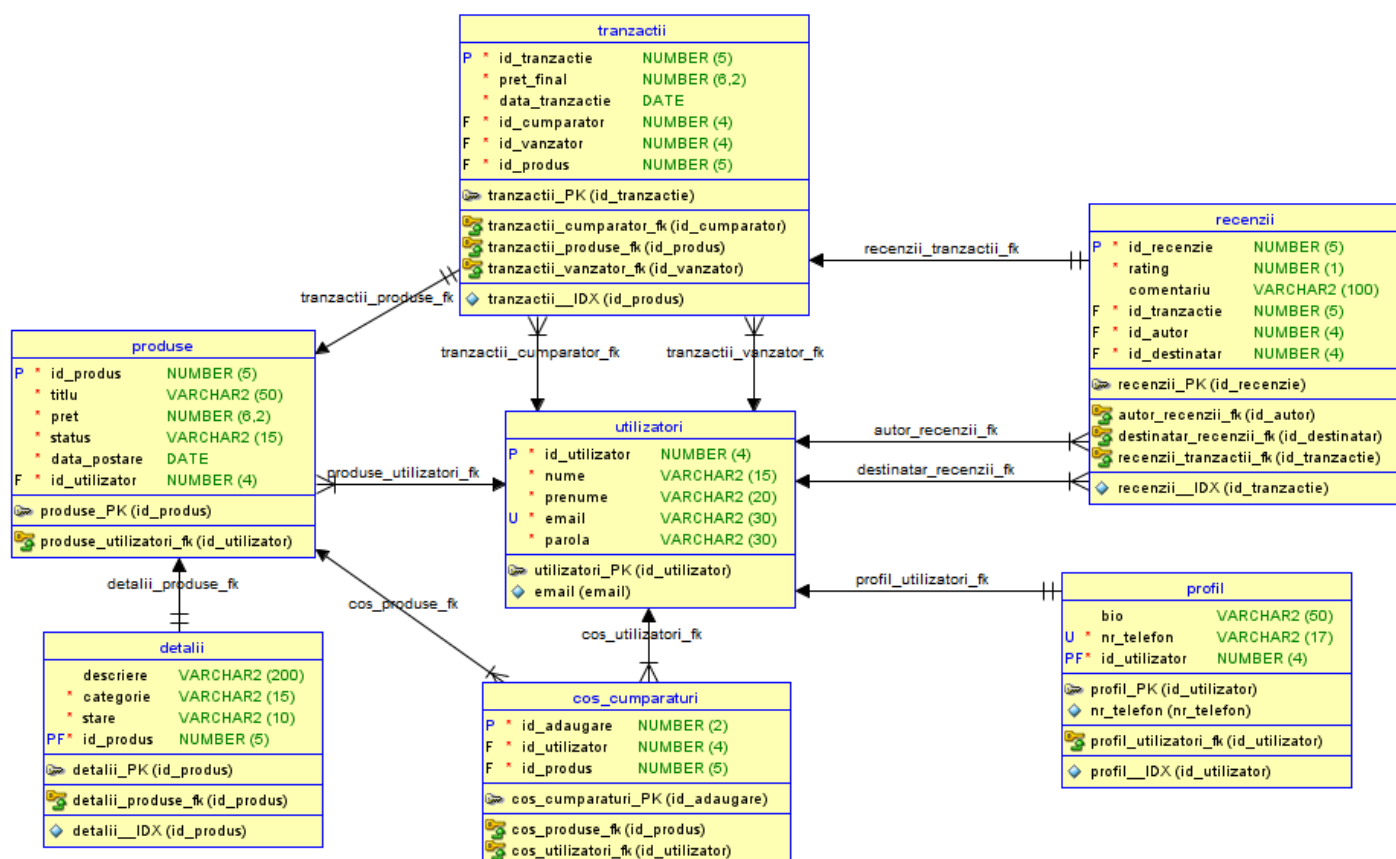 tranzactii
P * id_tranzactie NUMBER (5)
* pret_final NUMBER (6,2)
* data_tranzactie DATE
F * id_cumparator NUMBER (4)
F * id_vanzator NUMBER (4)
F * id_produs NUMBER (5)
tranzactii_PK (id_tranzactie)
tranzactii_cumparator_fk (id_cumparator)
tranzactii_produse_fk (id_produs)
tranzactii_vanzator_fk (id_vanzator)
tranzactii__IDX (id_produs)
recenzii
P * id_recenzie NUMBER (5)
* rating NUMBER (1)
comentariu VARCHAR2 (100)
F * id_tranzactie NUMBER (5)
F * id_autor NUMBER (4)
F * id_destinatar NUMBER (4)
recenzii_PK (id_recenzie)
autor_recenzii_fk (id_autor)
destinatar_recenzii_fk (id_destinatar)
recenzii_tranzactii_fk (id_tranzactie)
recenzii__IDX (id_tranzactie)
recenzii_tranzactii_fk
tranzactii_produse_fk
tranzactii_cumparator_fk
tranzactii_vanzator_fk
produse
P * id_produs NUMBER (5)
* titlu VARCHAR2 (50)
* pret NUMBER (6,2)
* status VARCHAR2 (15)
* data_postare DATE
F * id_utilizator NUMBER (4)
produse_PK (id_produs)
produse_utilizatori_fk (id_utilizator)
produse_utilizatori_fk
utilizatori
P * id_utilizator NUMBER (4)
* nume VARCHAR2 (15)
* prenume VARCHAR2 (20)
U * email VARCHAR2 (30)
* parola VARCHAR2 (30)
utilizatori_PK (id_utilizator)
email (email)
autor_recenzii_fk
destinatar_recenzii_fk
profil_utilizatori_fk
detalii_produse_fk
cos_produse_fk
cos_utilizatori_fk
profil
bio VARCHAR2 (50)
U * nr_telefon VARCHAR2 (17)
PF* id_utilizator NUMBER (4)
profil_PK (id_utilizator)
nr_telefon (nr_telefon)
profil_utilizatori_fk (id_utilizator)
profil__IDX (id_utilizator)
detalii
descriere VARCHAR2 (200)
* categorie VARCHAR2 (15)
* stare VARCHAR2 (10)
PF* id_produs NUMBER (5)
detalii_PK (id_produs)
detalii_produse_fk (id_produs)
detalii__IDX (id_produs)
cos_cumparaturi
P * id_adaugare NUMBER (2)
F * id_utilizator NUMBER (4)
F * id_produs NUMBER (5)
cos_cumparaturi_PK (id_adaugare)
cos_produse_fk (id_produs)
cos_utilizatori_fk (id_utilizator)